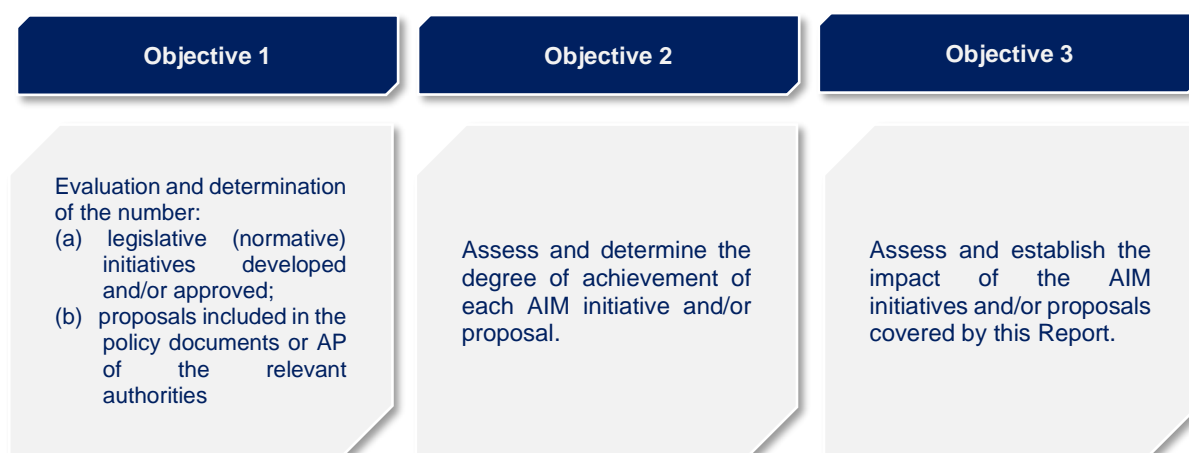 Objective 1
Evaluation and determination
of the number:
(a) legislative (normative)
initiatives developed
and/or approved;
(b) proposals included in the
policy documents or AP
of the relevant
authorities
Objective 2
Assess and determine the
degree of achievement of
each AIM initiative and/or
proposal.
Objective 3
Assess and establish the
impact of the AIM
initiatives and/or proposals
covered by this Report.